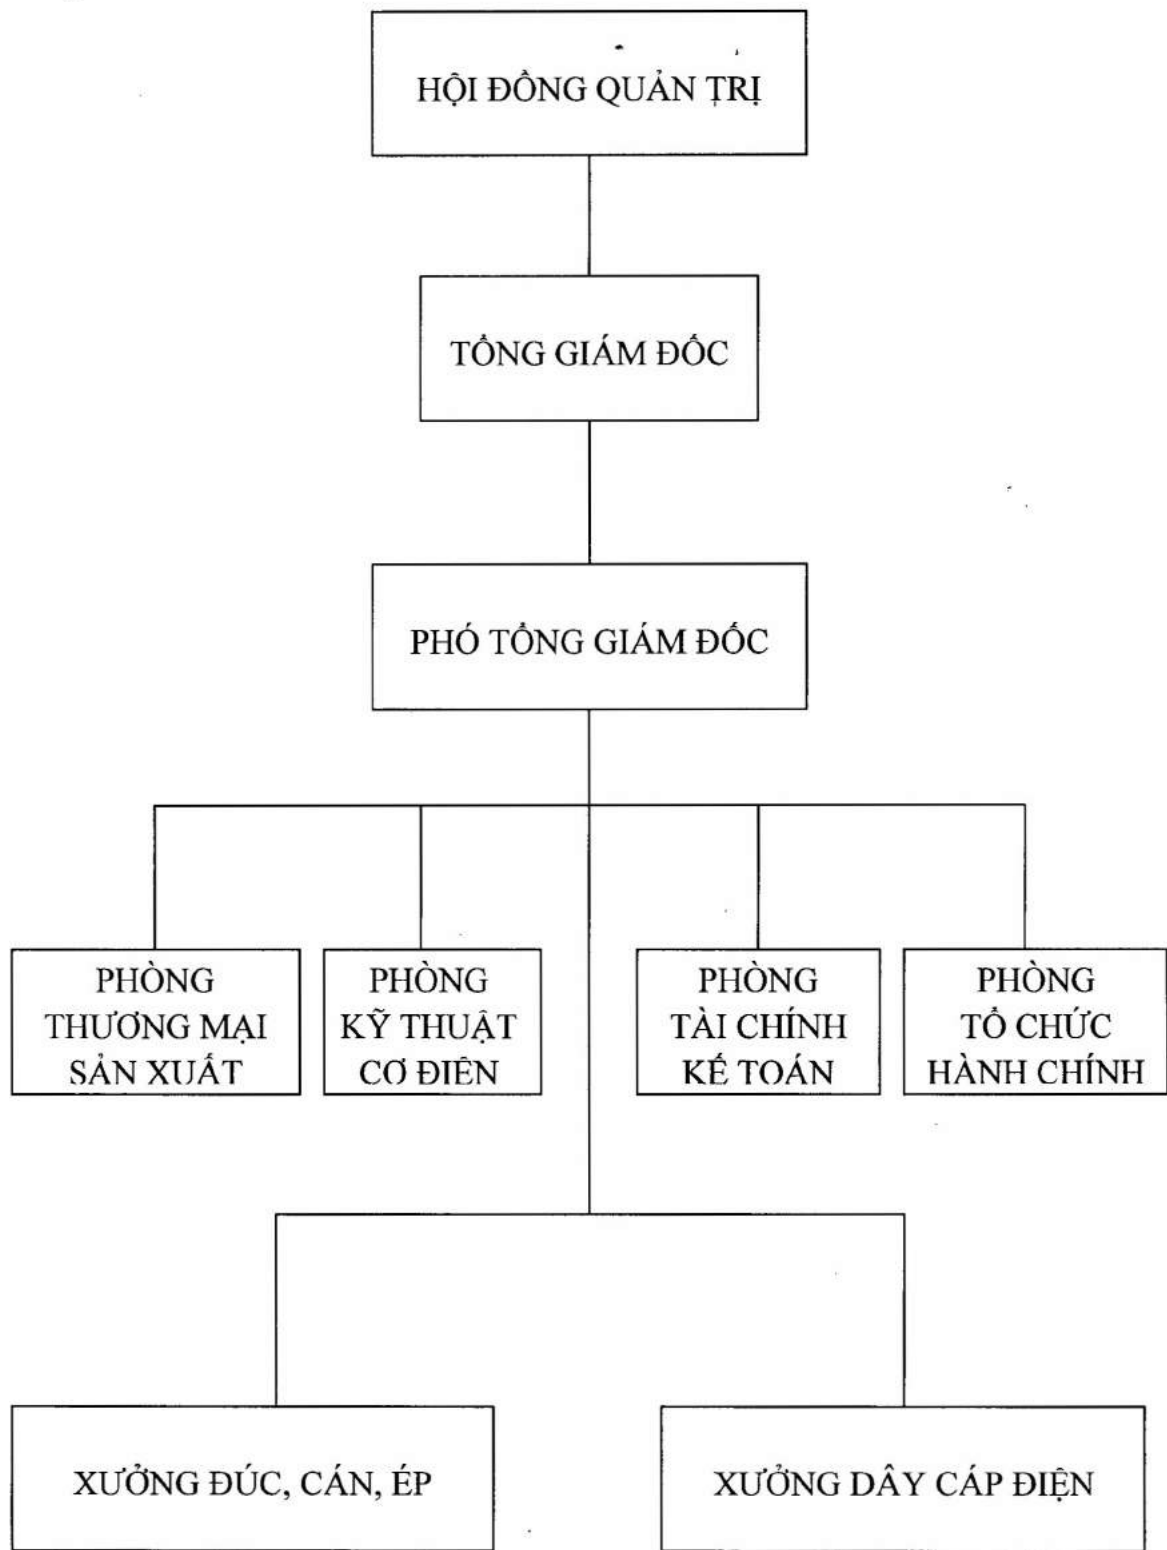 HỘI ĐỒNG QUẢN TRỊ
TỔNG GIÁM ĐỐC
PHÓ TỔNG GIÁM ĐỐC
PHÒNG
THƯƠNG MẠI
SẢN XUẤT
PHÒNG
KỸ THUẬT
CƠ ĐIỆN
PHÒNG
TÀI CHÍNH
KẾ TOÁN
PHÒNG
TỔ CHỨC
HÀNH CHÍNH
XƯỞNG ĐÚC, CÁN, ÉP
XƯỞNG DÂY CÁP ĐIỆN